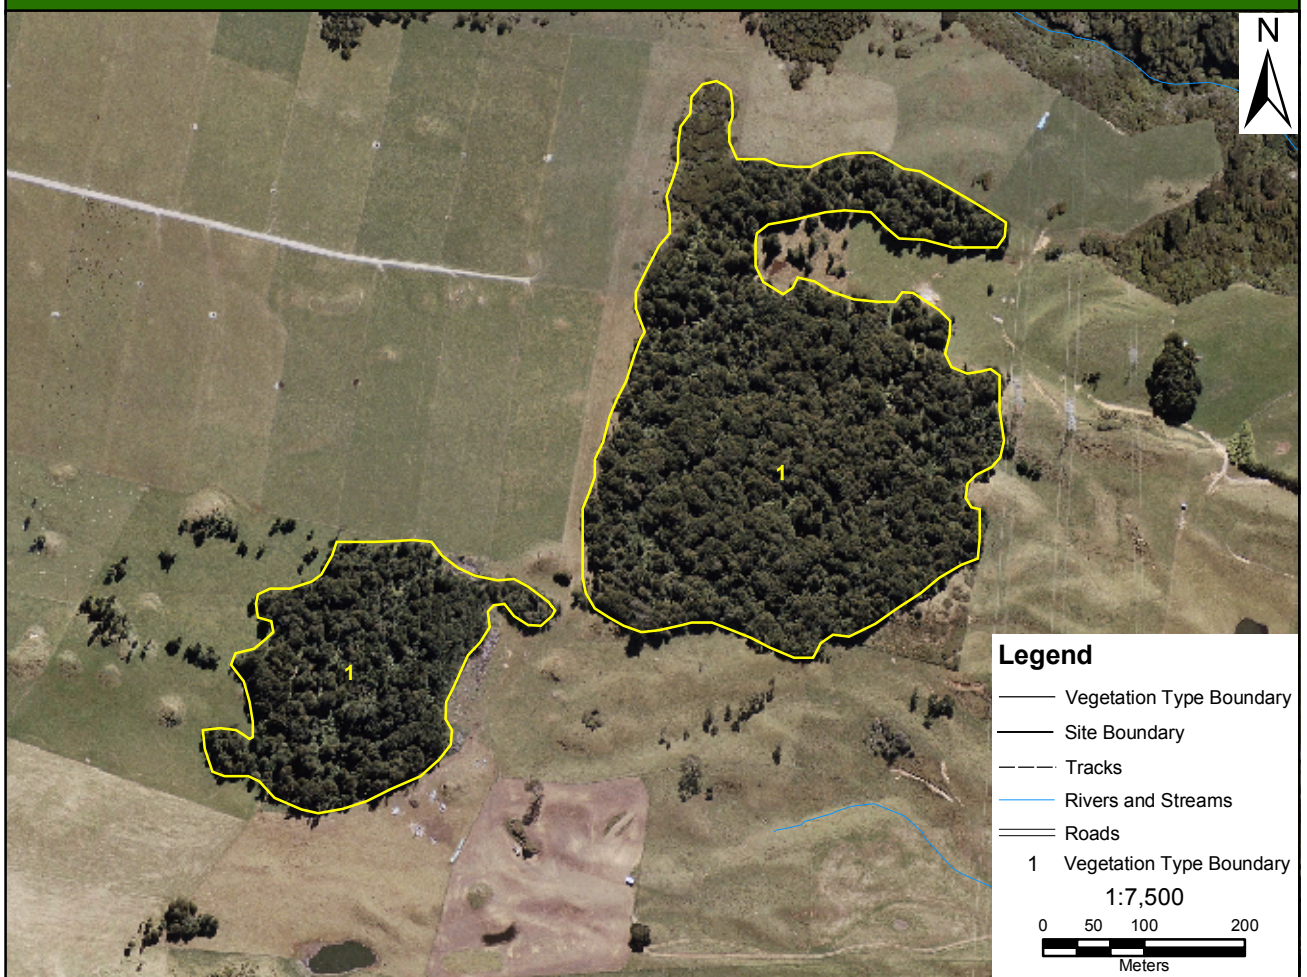 N
1
1
Legend
Vegetation Type Boundary
Site Boundary
Tracks
Rivers and Streams
Roads
1 Vegetation Type Boundary
1:7,500
0 50 100 200
Meters